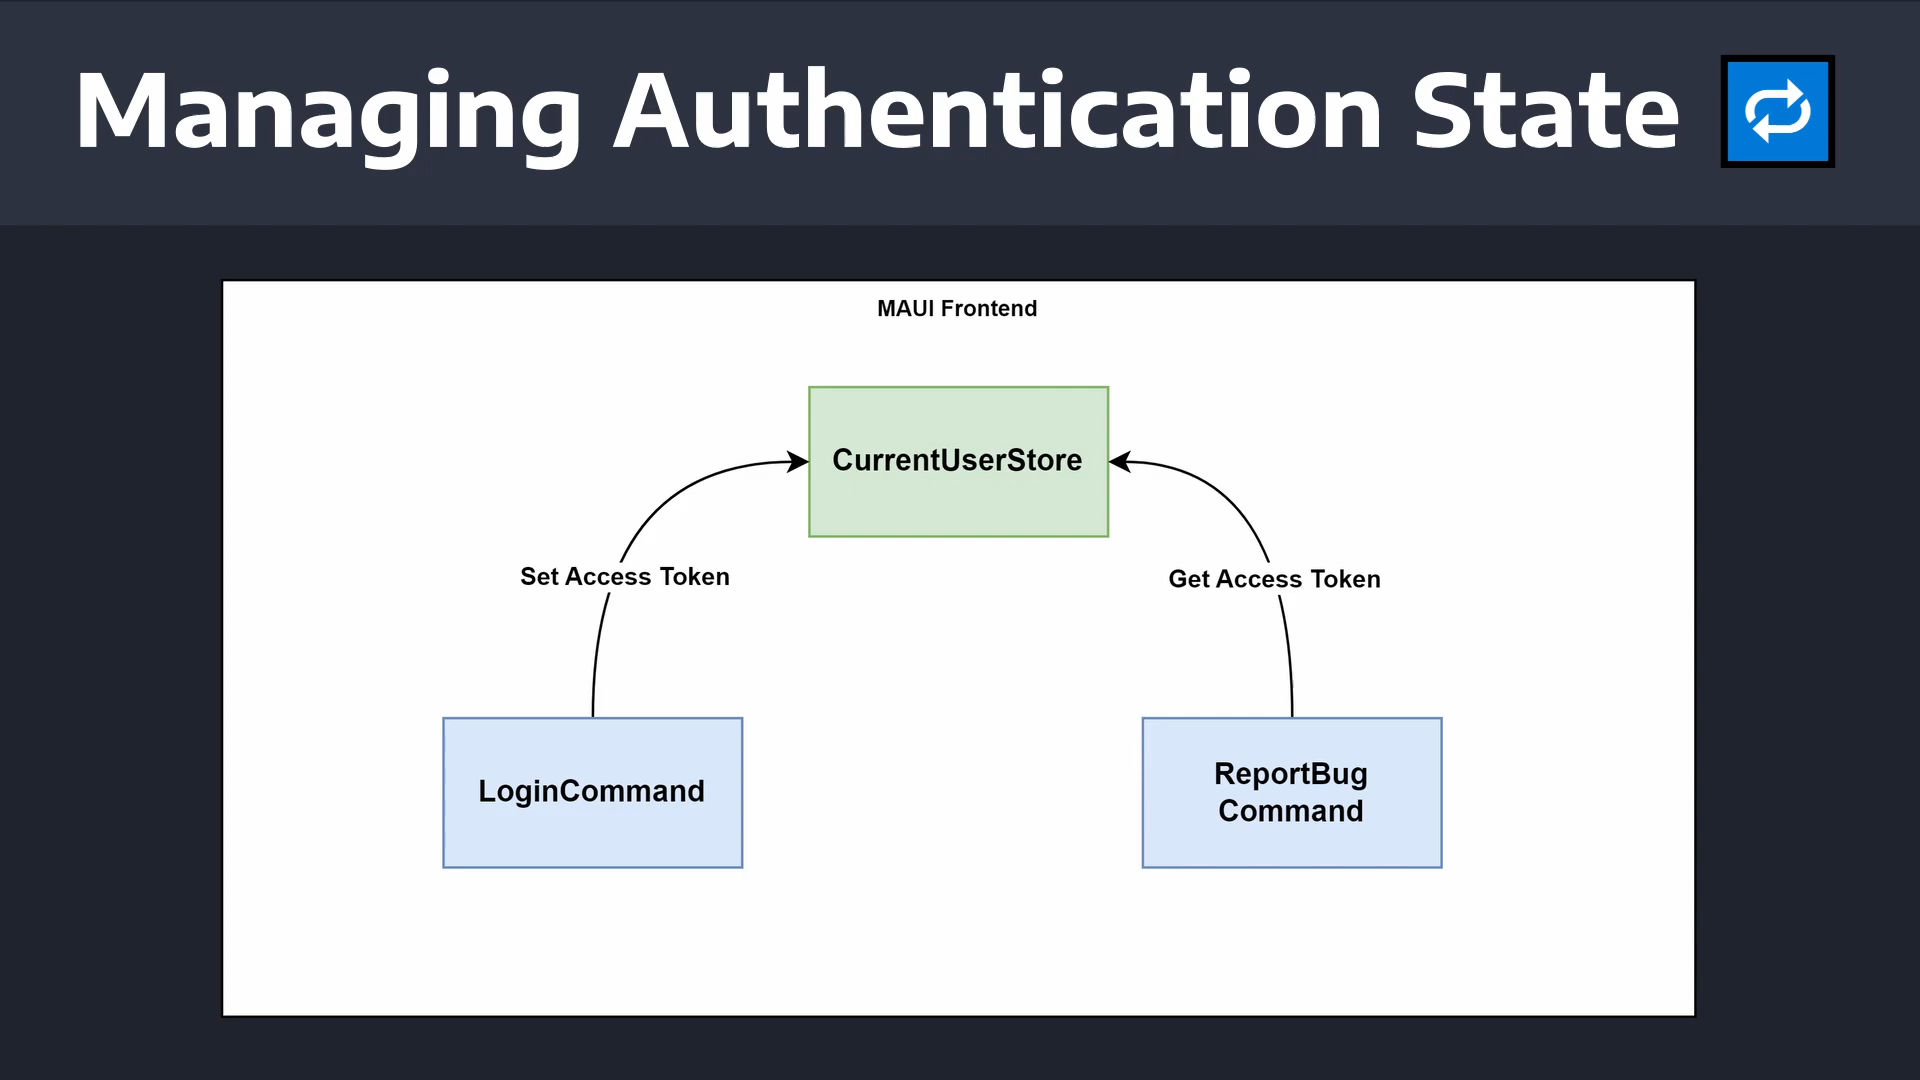 Managing Authentication State
MAUI Frontend
CurrentUserStore
Set Access Token
Get Access Token
LoginCommand
ReportBug
Command